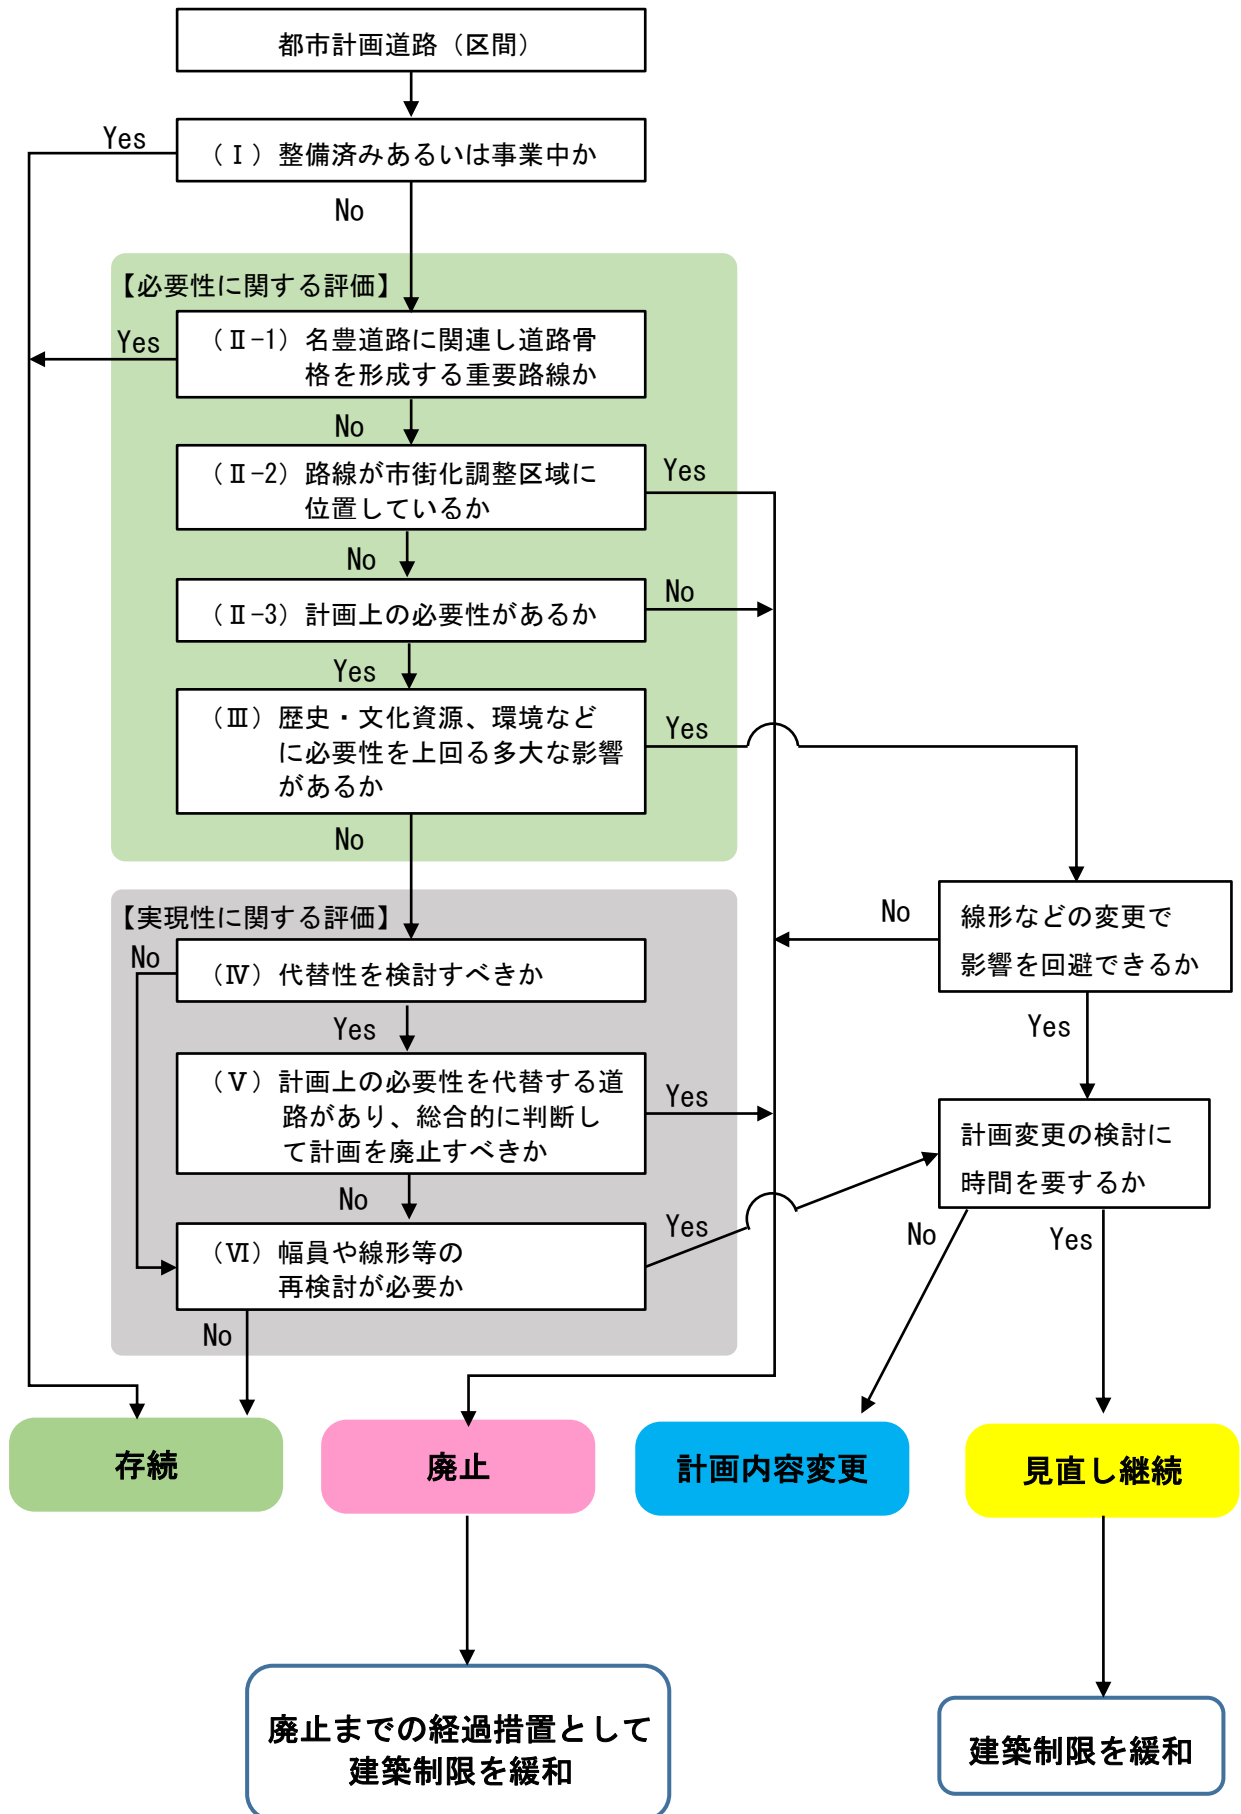 都市計画道路（区間）
Yes
（Ⅰ）整備済みあるいは事業中か
No
【必要性に関する評価】
Yes
（Ⅱ-1）名豊道路に関連し道路骨
格を形成する重要路線か
No
（Ⅱ-2）路線が市街化調整区域に
位置しているか
Yes
No
（Ⅱ-3）計画上の必要性があるか
No
Yes
（Ⅲ）歴史・文化資源、環境など
に必要性を上回る多大な影響
があるか
Yes
No
線形などの変更で
影響を回避できるか
No
Yes
【実現性に関する評価】
No
（Ⅳ）代替性を検討すべきか
Yes
（Ⅴ）計画上の必要性を代替する道
路があり、総合的に判断し
て計画を廃止すべきか
Yes
No
計画変更の検討に
時間を要するか
（Ⅵ）幅員や線形等の
再検討が必要か
Yes
No
Yes
No
存続
廃止
計画内容変更
見直し継続
廃止までの経過措置として
建築制限を緩和
建築制限を緩和